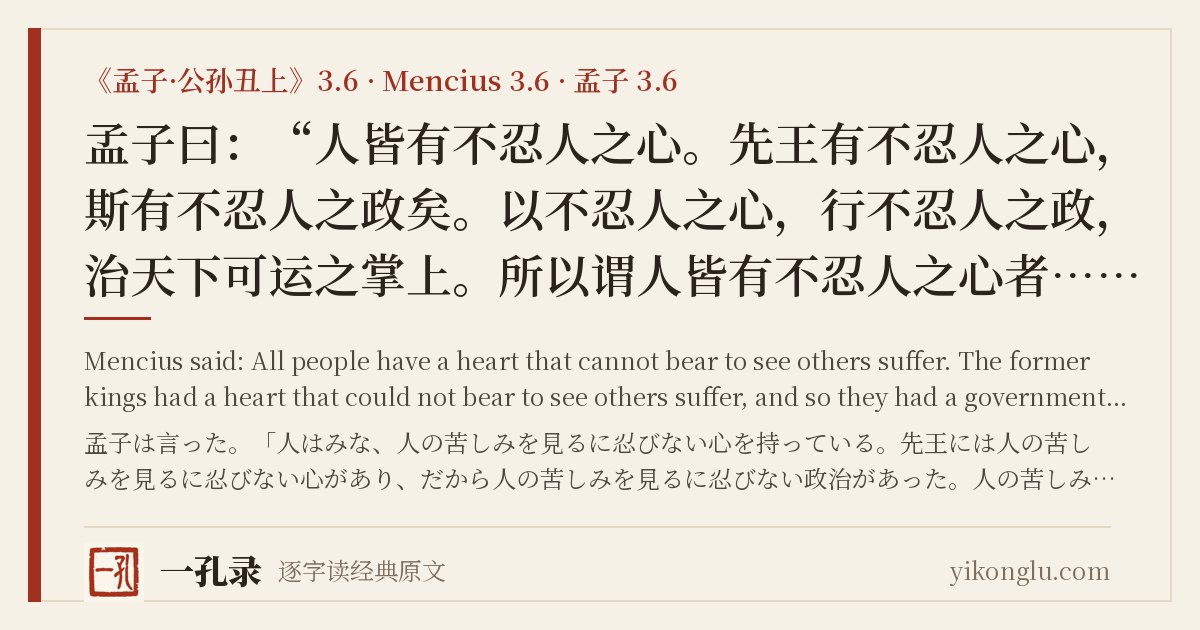 《孟子·公孙丑上》3.6 · Mencius 3.6 · 孟子 3.6
孟子曰：“人皆有不忍人之心。先王有不忍人之心，
斯有不忍人之政矣。以不忍人之心，行不忍人之政，
治天下可运之掌上。所以谓人皆有不忍人之心者……
Mencius said: All people have a heart that cannot bear to see others suffer. The former
kings had a heart that could not bear to see others suffer, and so they had a government…
孟子は言った。「人はみな、人の苦しみを見るに忍びない心を持っている。先王には人の苦し
みを見るに忍びない心があり、だから人の苦しみを見るに忍びない政治があった。人の苦しみ…
一孔
一孔录 逐字读经典原文
yikonglu.com